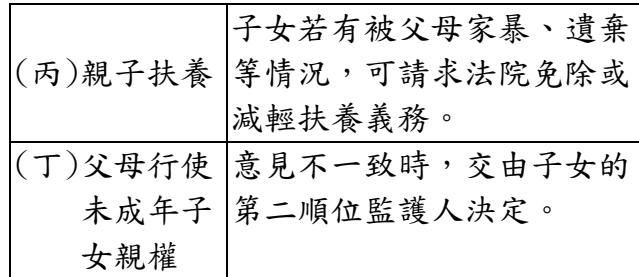 (丙)親子扶養
子女若有被父母家暴、遺棄
等情況，可請求法院免除或
減輕扶養義務。
(丁)父母行使
未成年子
女親權
意見不一致時，交由子女的
第二順位監護人決定。